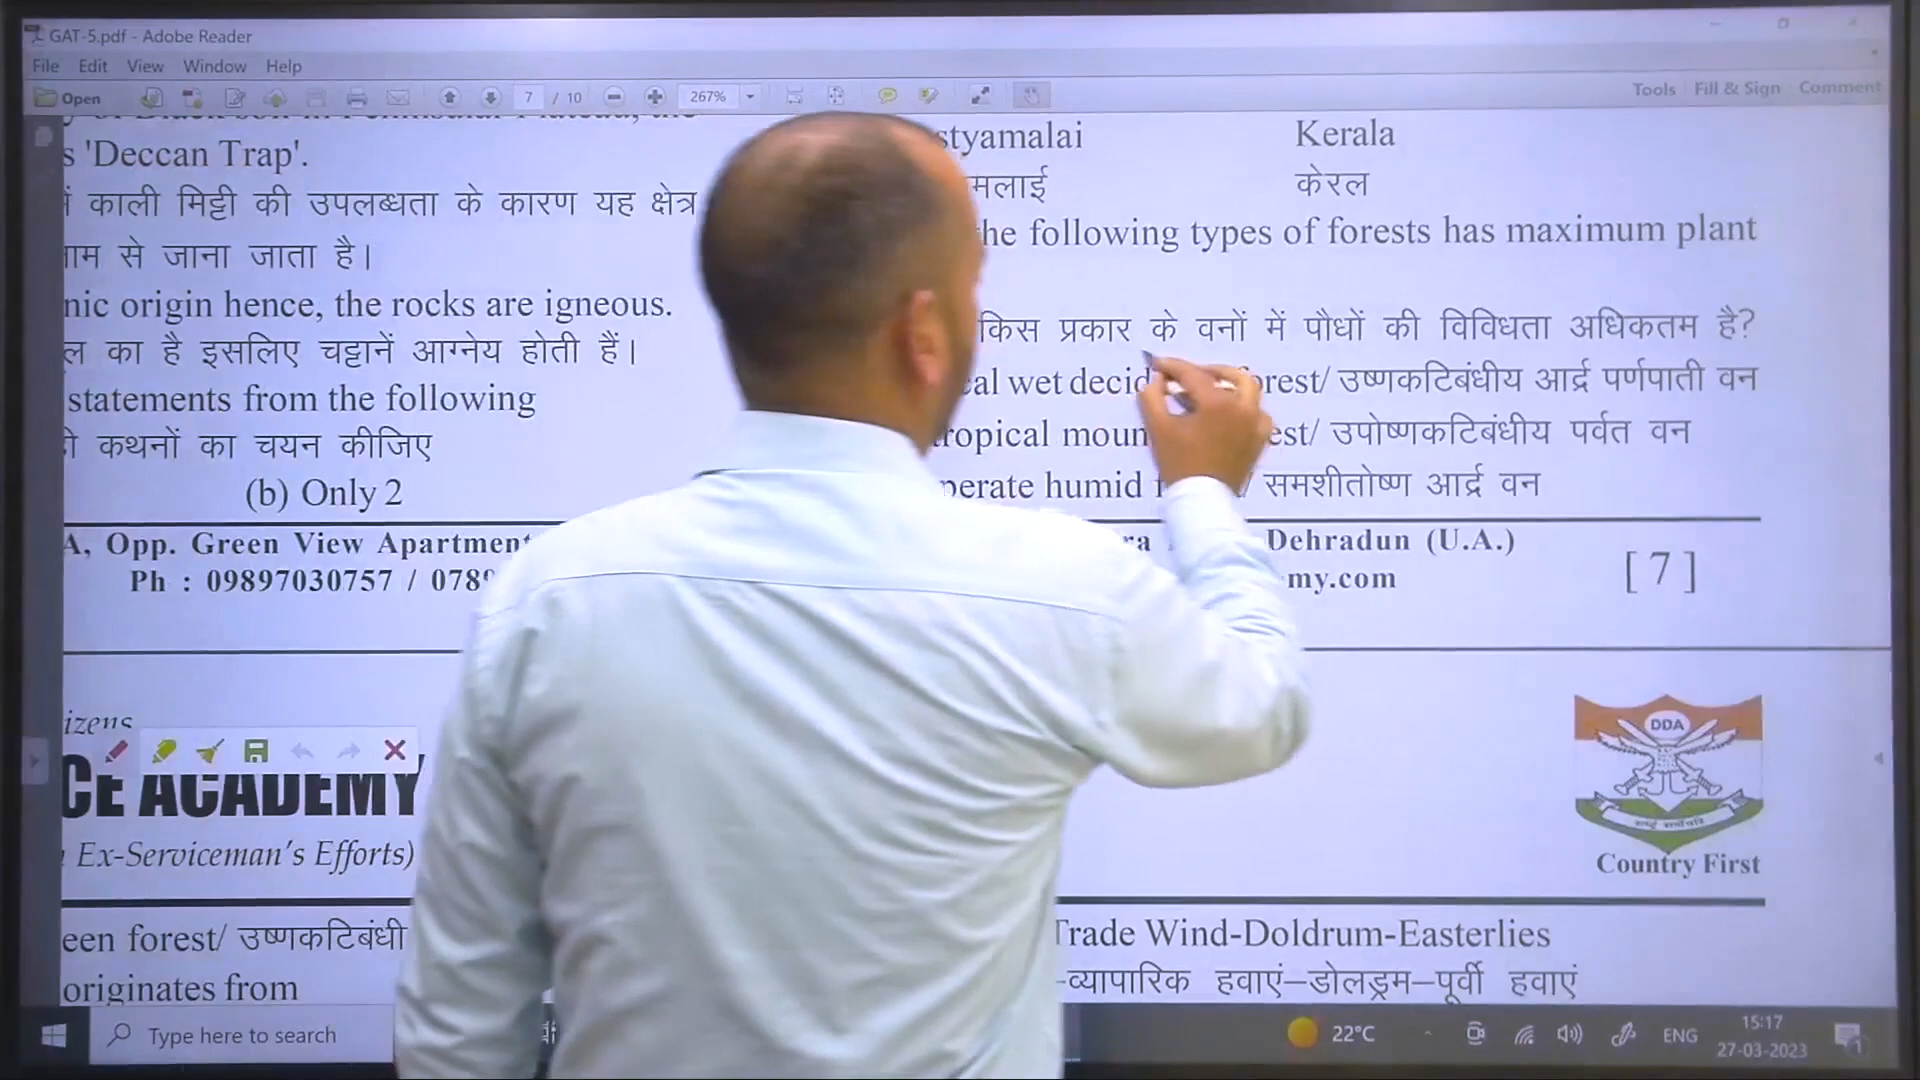 GAT-5.pdf - Adobe Reader
File Edit View Window Help
Open 7 / 10 267% Tools Fill & Sign Comment
s 'Deccan Trap'.
काली मिट्टी की उपलब्धता के कारण यह क्षेत्र
से जाना जाता है।
nic origin hence, the rocks are igneous.
का है इसलिए चट्टानें आग्नेय होती हैं।
statements from the following
कथनों का चयन कीजिए
(b) Only 2
styamalai Kerala
मलाई केरल
he following types of forests has maximum plant
किस प्रकार के वनों में पौधों की विविधता अधिकतम है?
cal wet decid orest/ उष्णकटिबंधीय आर्द्र पर्णपाती वन
tropical moun est/ उपोष्णकटिबंधीय पर्वत वन
perate humid / समशीतोष्ण आर्द्र वन
A, Opp. Green View Apartment ra Dehradun (U.A.)
Ph : 09897030757 / 0789 my.com
[7]
izens
CE ACADEMY
Ex-Serviceman's Efforts)
DDA
Country First
een forest/ उष्णकटिबंधी
originates from
Trade Wind-Doldrum-Easterlies
-व्यापारिक हवाएं–डोलड्रम–पूर्वी हवाएं
Type here to search
22°C ENG 15:17
27-03-2023